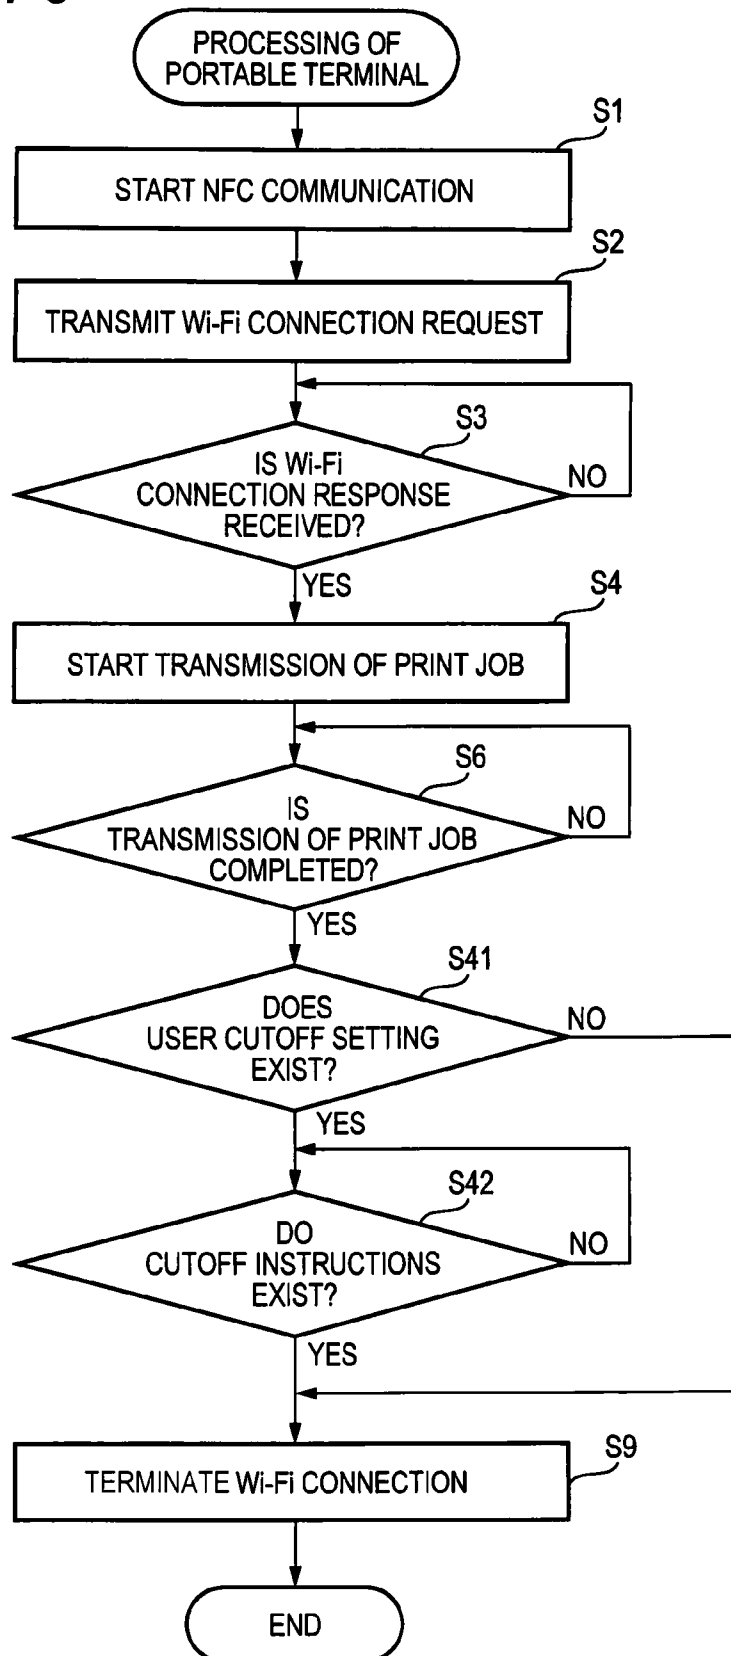 PROCESSING OF
PORTABLE TERMINAL
S1
START NFC COMMUNICATION
S2
TRANSMIT Wi-Fi CONNECTION REQUEST
S3
IS Wi-Fi
CONNECTION RESPONSE
RECEIVED?
NO
YES
S4
START TRANSMISSION OF PRINT JOB
S6
IS
TRANSMISSION OF PRINT JOB
COMPLETED?
NO
YES
S41
DOES
USER CUTOFF SETTING
EXIST?
NO
YES
S42
DO
CUTOFF INSTRUCTIONS
EXIST?
NO
YES
S9
TERMINATE Wi-Fi CONNECTION
END